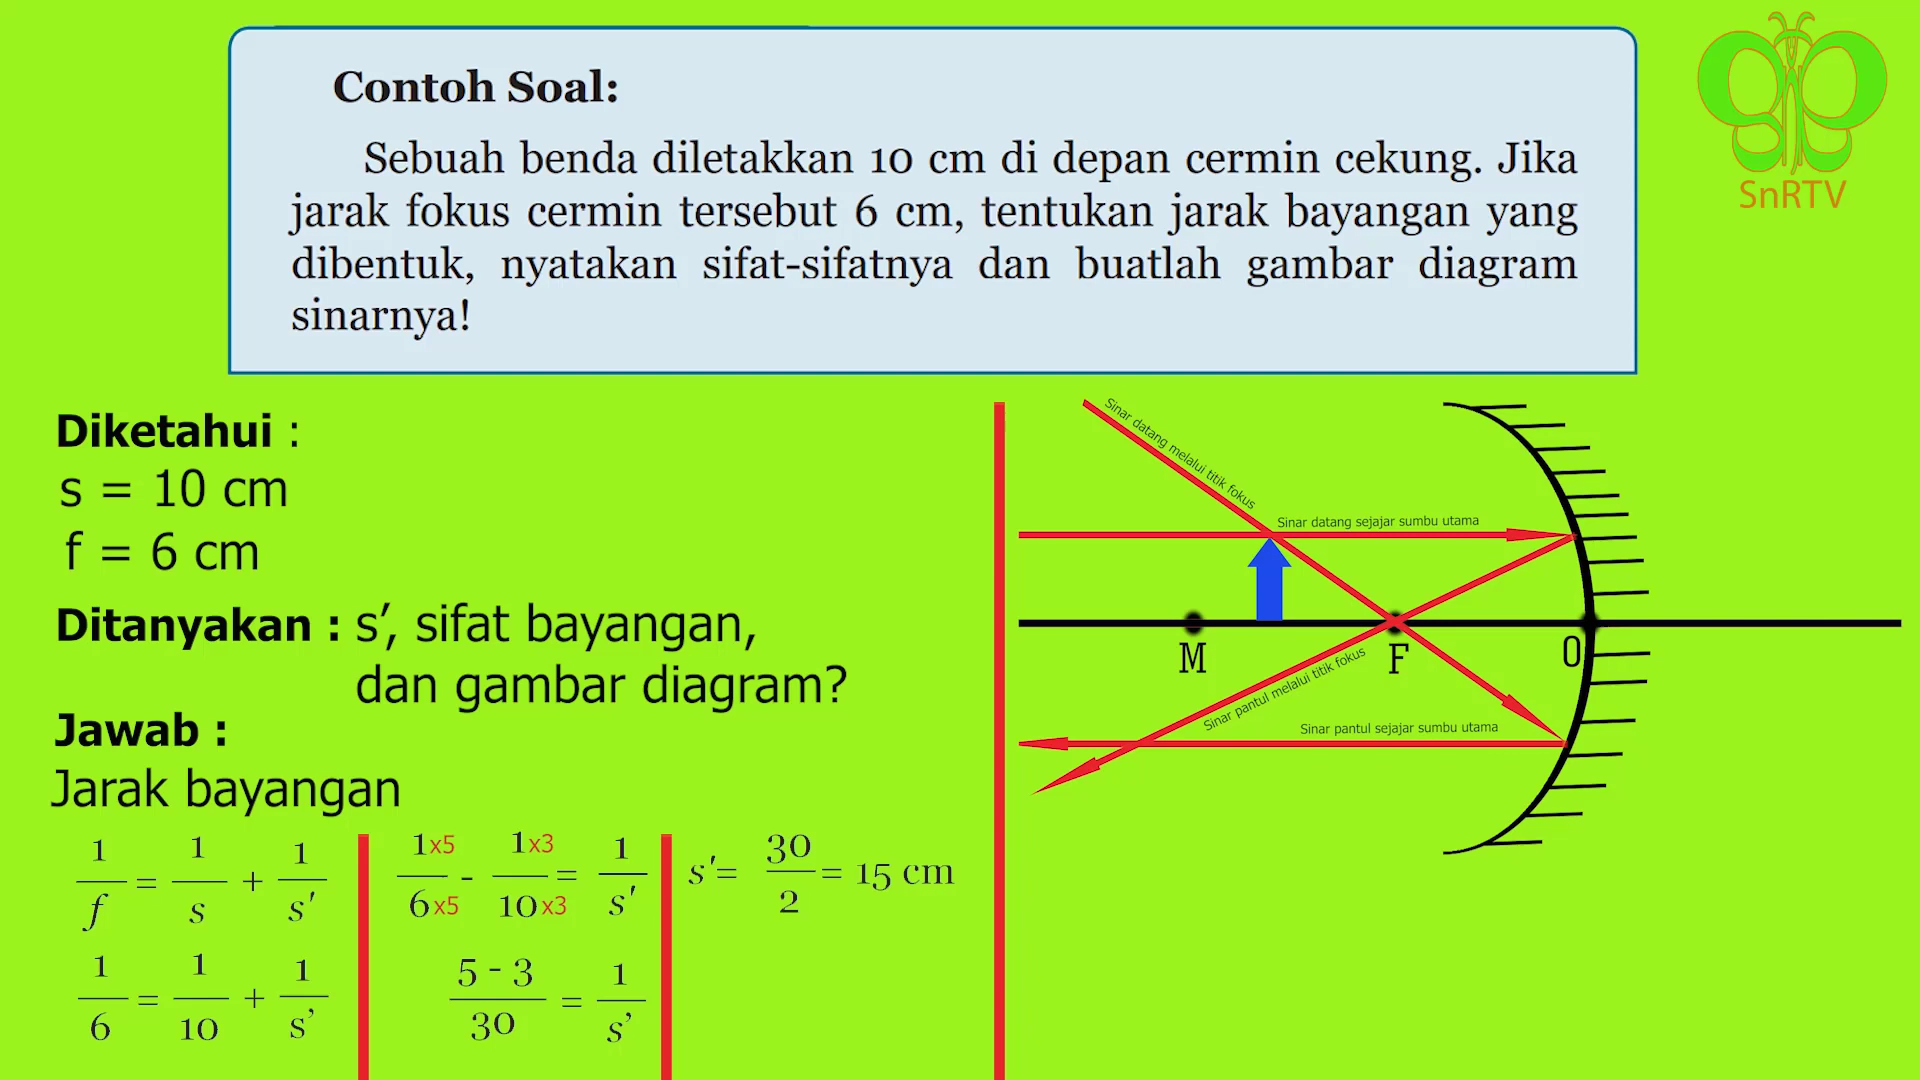 Contoh Soal:
Sebuah benda diletakkan 10 cm di depan cermin cekung. Jika
jarak fokus cermin tersebut 6 cm, tentukan jarak bayangan yang
dibentuk, nyatakan sifat-sifatnya dan buatlah gambar diagram
sinarnya!
SnRTV
Diketahui :
s = 10 cm
f = 6 cm
Ditanyakan : s’, sifat bayangan,
dan gambar diagram?
Jawab :
Jarak bayangan
1/f = 1/s + 1/s'
1/6 = 1/10 + 1/s’
1x5/6x5 - 1x3/10x3 = 1/s'
5 - 3/30 = 1/s’
s'= 30/2 = 15 cm
Sinar datang melalui titik fokus
Sinar datang sejajar sumbu utama
M
F
O
Sinar pantul melalui titik fokus
Sinar pantul sejajar sumbu utama